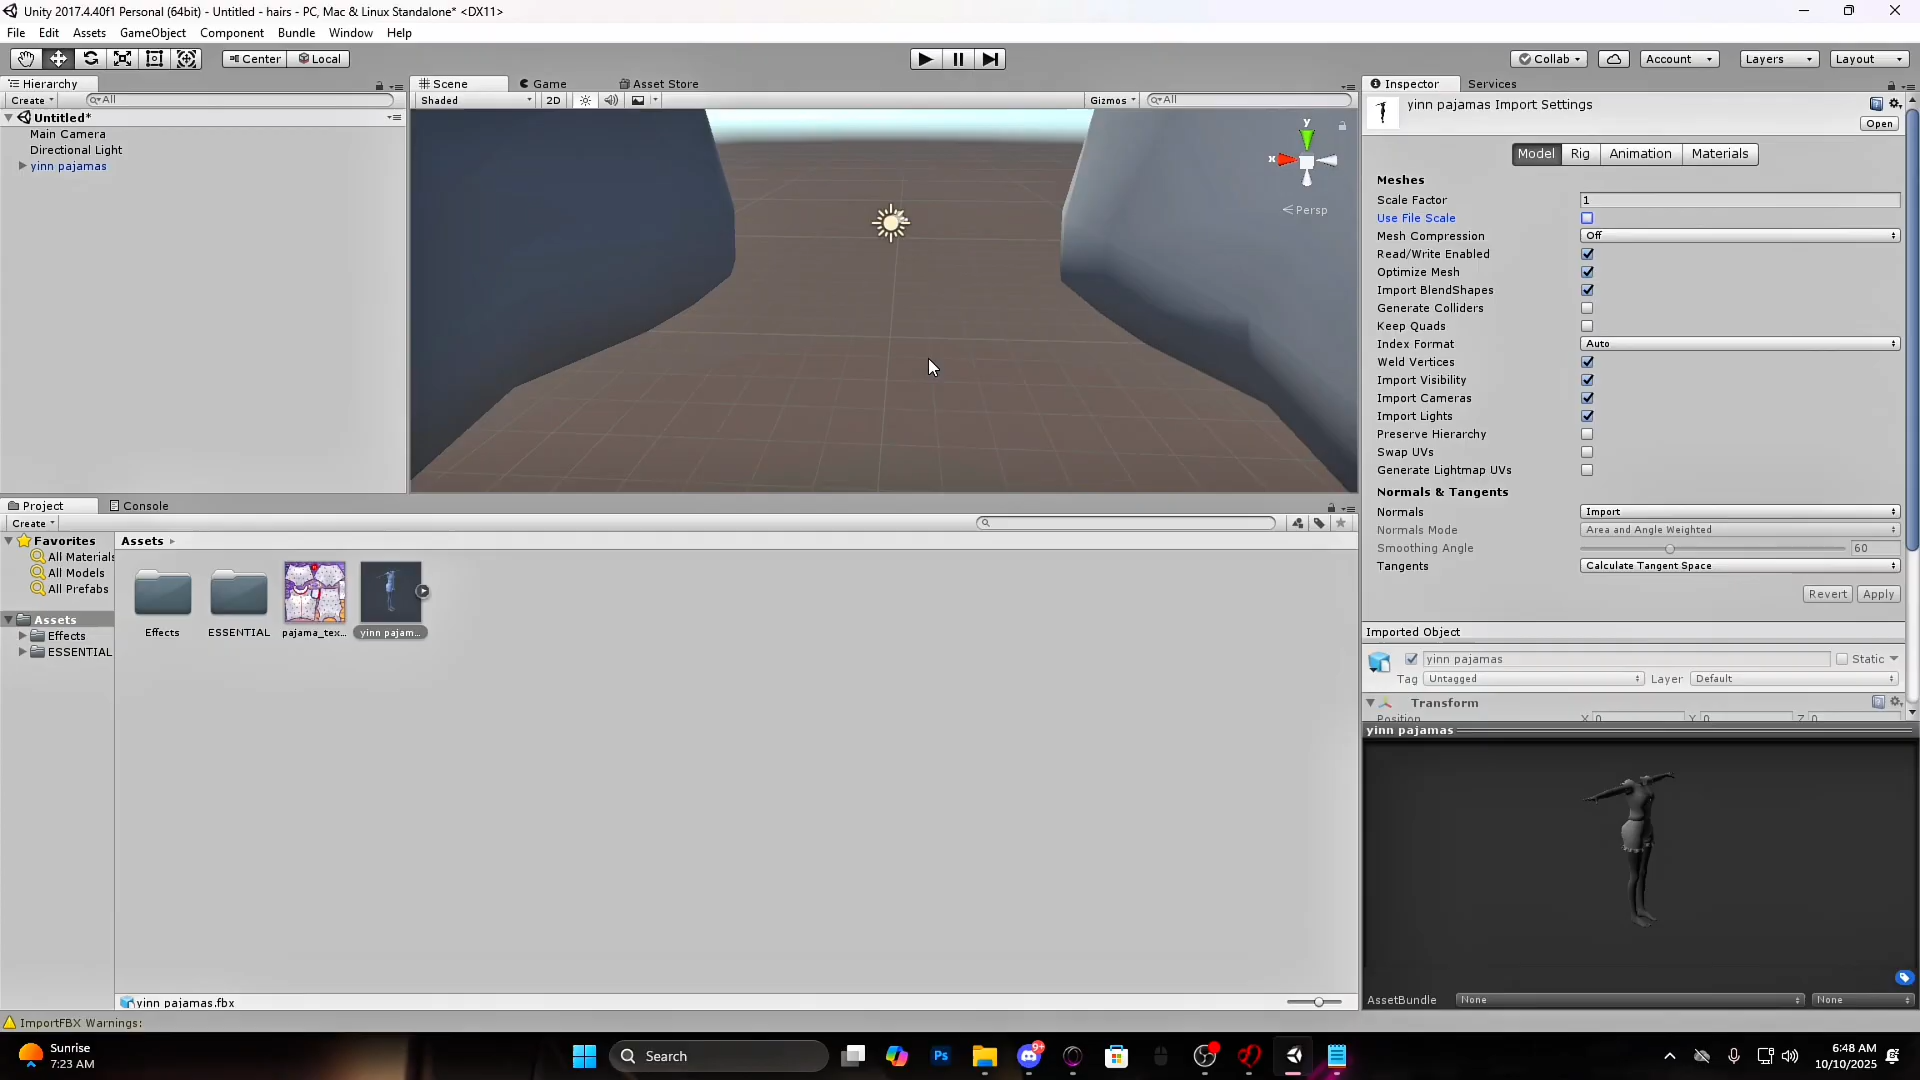 Unity 2017.4.40f1 Personal (64bit) - Untitled - hairs - PC, Mac & Linux Standalone* <DX11>
File Edit Assets GameObject Component Bundle Window Help
Center Local
Collab Account Layers Layout
Hierarchy
Create All
Untitled*
Main Camera
Directional Light
yinn pajamas
Scene Game Asset Store
Shaded 2D Gizmos All
y
x
Persp
Inspector Services
yinn pajamas Import Settings
Open
Model Rig Animation Materials
Meshes
Scale Factor 1
Use File Scale
Mesh Compression Off
Read/Write Enabled
Optimize Mesh
Import BlendShapes
Generate Colliders
Keep Quads
Index Format Auto
Weld Vertices
Import Visibility
Import Cameras
Import Lights
Preserve Hierarchy
Swap UVs
Generate Lightmap UVs
Normals & Tangents
Normals Import
Normals Mode Area and Angle Weighted
Smoothing Angle 60
Tangents Calculate Tangent Space
Revert Apply
Imported Object
yinn pajamas Static
Tag Untagged Layer Default
Transform
Position X 0 Y 0 Z 0
yinn pajamas
AssetBundle None None
Project Console
Create
Favorites
All Materials
All Models
All Prefabs
Assets
Effects
ESSENTIAL
Assets
Effects ESSENTIAL pajama_tex... yinn pajam...
yinn pajamas.fbx
ImportFBX Warnings:
Sunrise
7:23 AM
Search
Ps
9+
6:48 AM
10/10/2025